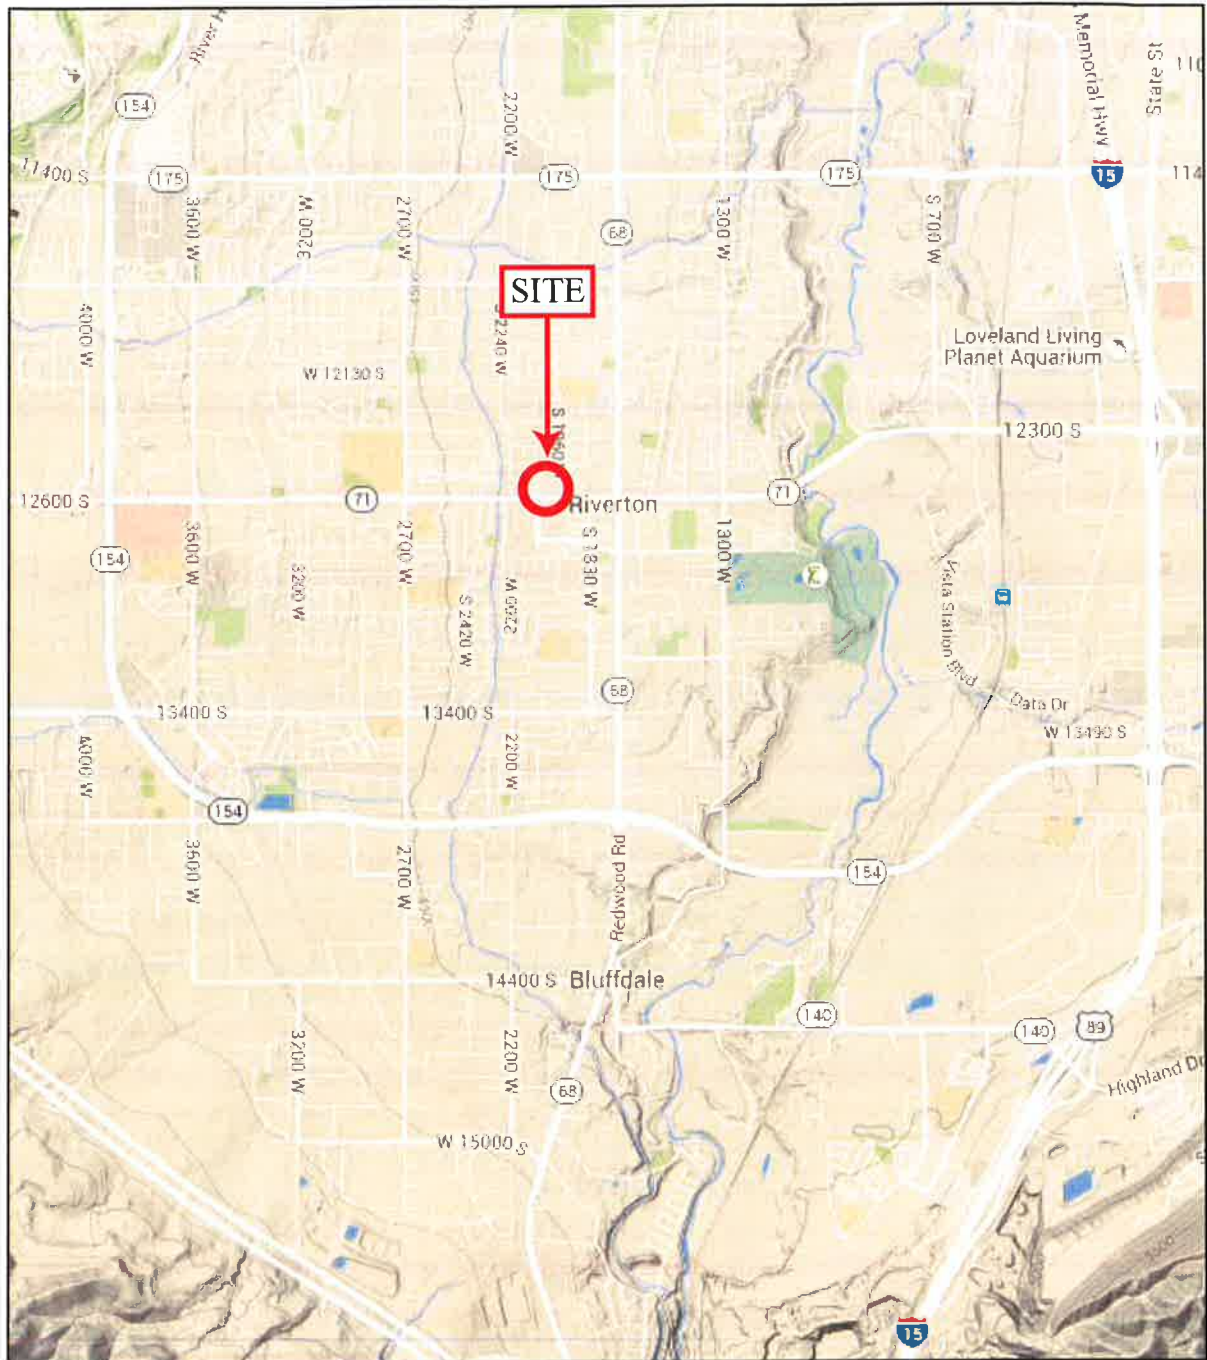 River H
Memorial Hwy
State St
110
154
2200 W
11400 S
175
175
175
15
114
3600 W
3200 W
2700 W
68
1300 W
S 700 W
SITE
4000 W
S 2240 W
Loveland Living
Planet Aquarium
W 12130 S
12300 S
12600 S
71
71
Riverton
154
3600 W
3200 W
2700 W
S 2420 W
2200 W
S 1830 W
1300 W
Vista Station Blvd
13400 S
13400 S
68
Data Dr
W 13490 S
4000 W
2200 W
154
3600 W
2700 W
Redwood Rd
154
14400 S
Bluffdale
140
140
89
3200 W
2200 W
68
Highland Dr
W 15000 S
15